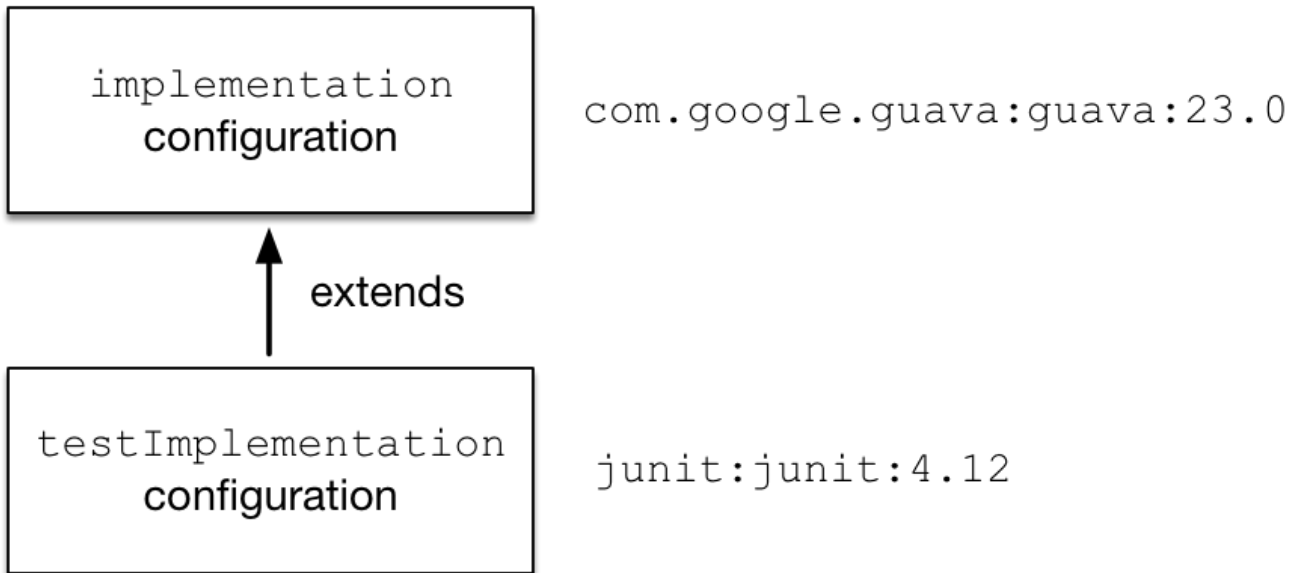 implementation
configuration
com.google.guava:guava:23.0
extends
testImplementation
configuration
junit:junit:4.12